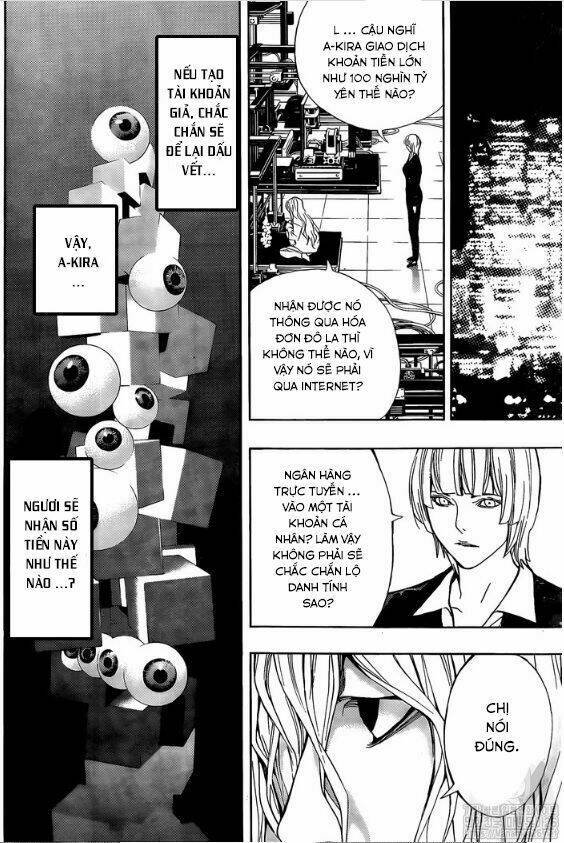 L ... CẬU NGHĨ
A-KIRA GIAO DỊCH
KHOẢN TIỀN LỚN
NHƯ 100 NGHÌN TỶ
YÊN THẾ NÀO?
NHẬN ĐƯỢC NÓ
THÔNG QUA HÓA
ĐƠN ĐÔ LA THÌ
KHÔNG THỂ NÀO, VÌ
VẬY NÓ SẼ PHẢI
QUA INTERNET?
NGÂN HÀNG
TRỰC TUYẾN ...
VÀO MỘT TÀI
KHOẢN CÁ
NHÂN? LÀM VẬY
KHÔNG PHẢI SẼ
CHẮC CHẮN LỘ
DANH TÍNH
SAO?
CHỊ
NÓI
ĐÚNG.
NẾU TẠO
TÀI KHOẢN
GIẢ, CHẮC
CHẮN SẼ
ĐỂ LẠI DẤU
VẾT...
VẬY,
A-KIRA
...
NGƯƠI SẼ
NHẬN SỐ
TIỀN NÀY
NHƯ THẾ
NÀO ...?